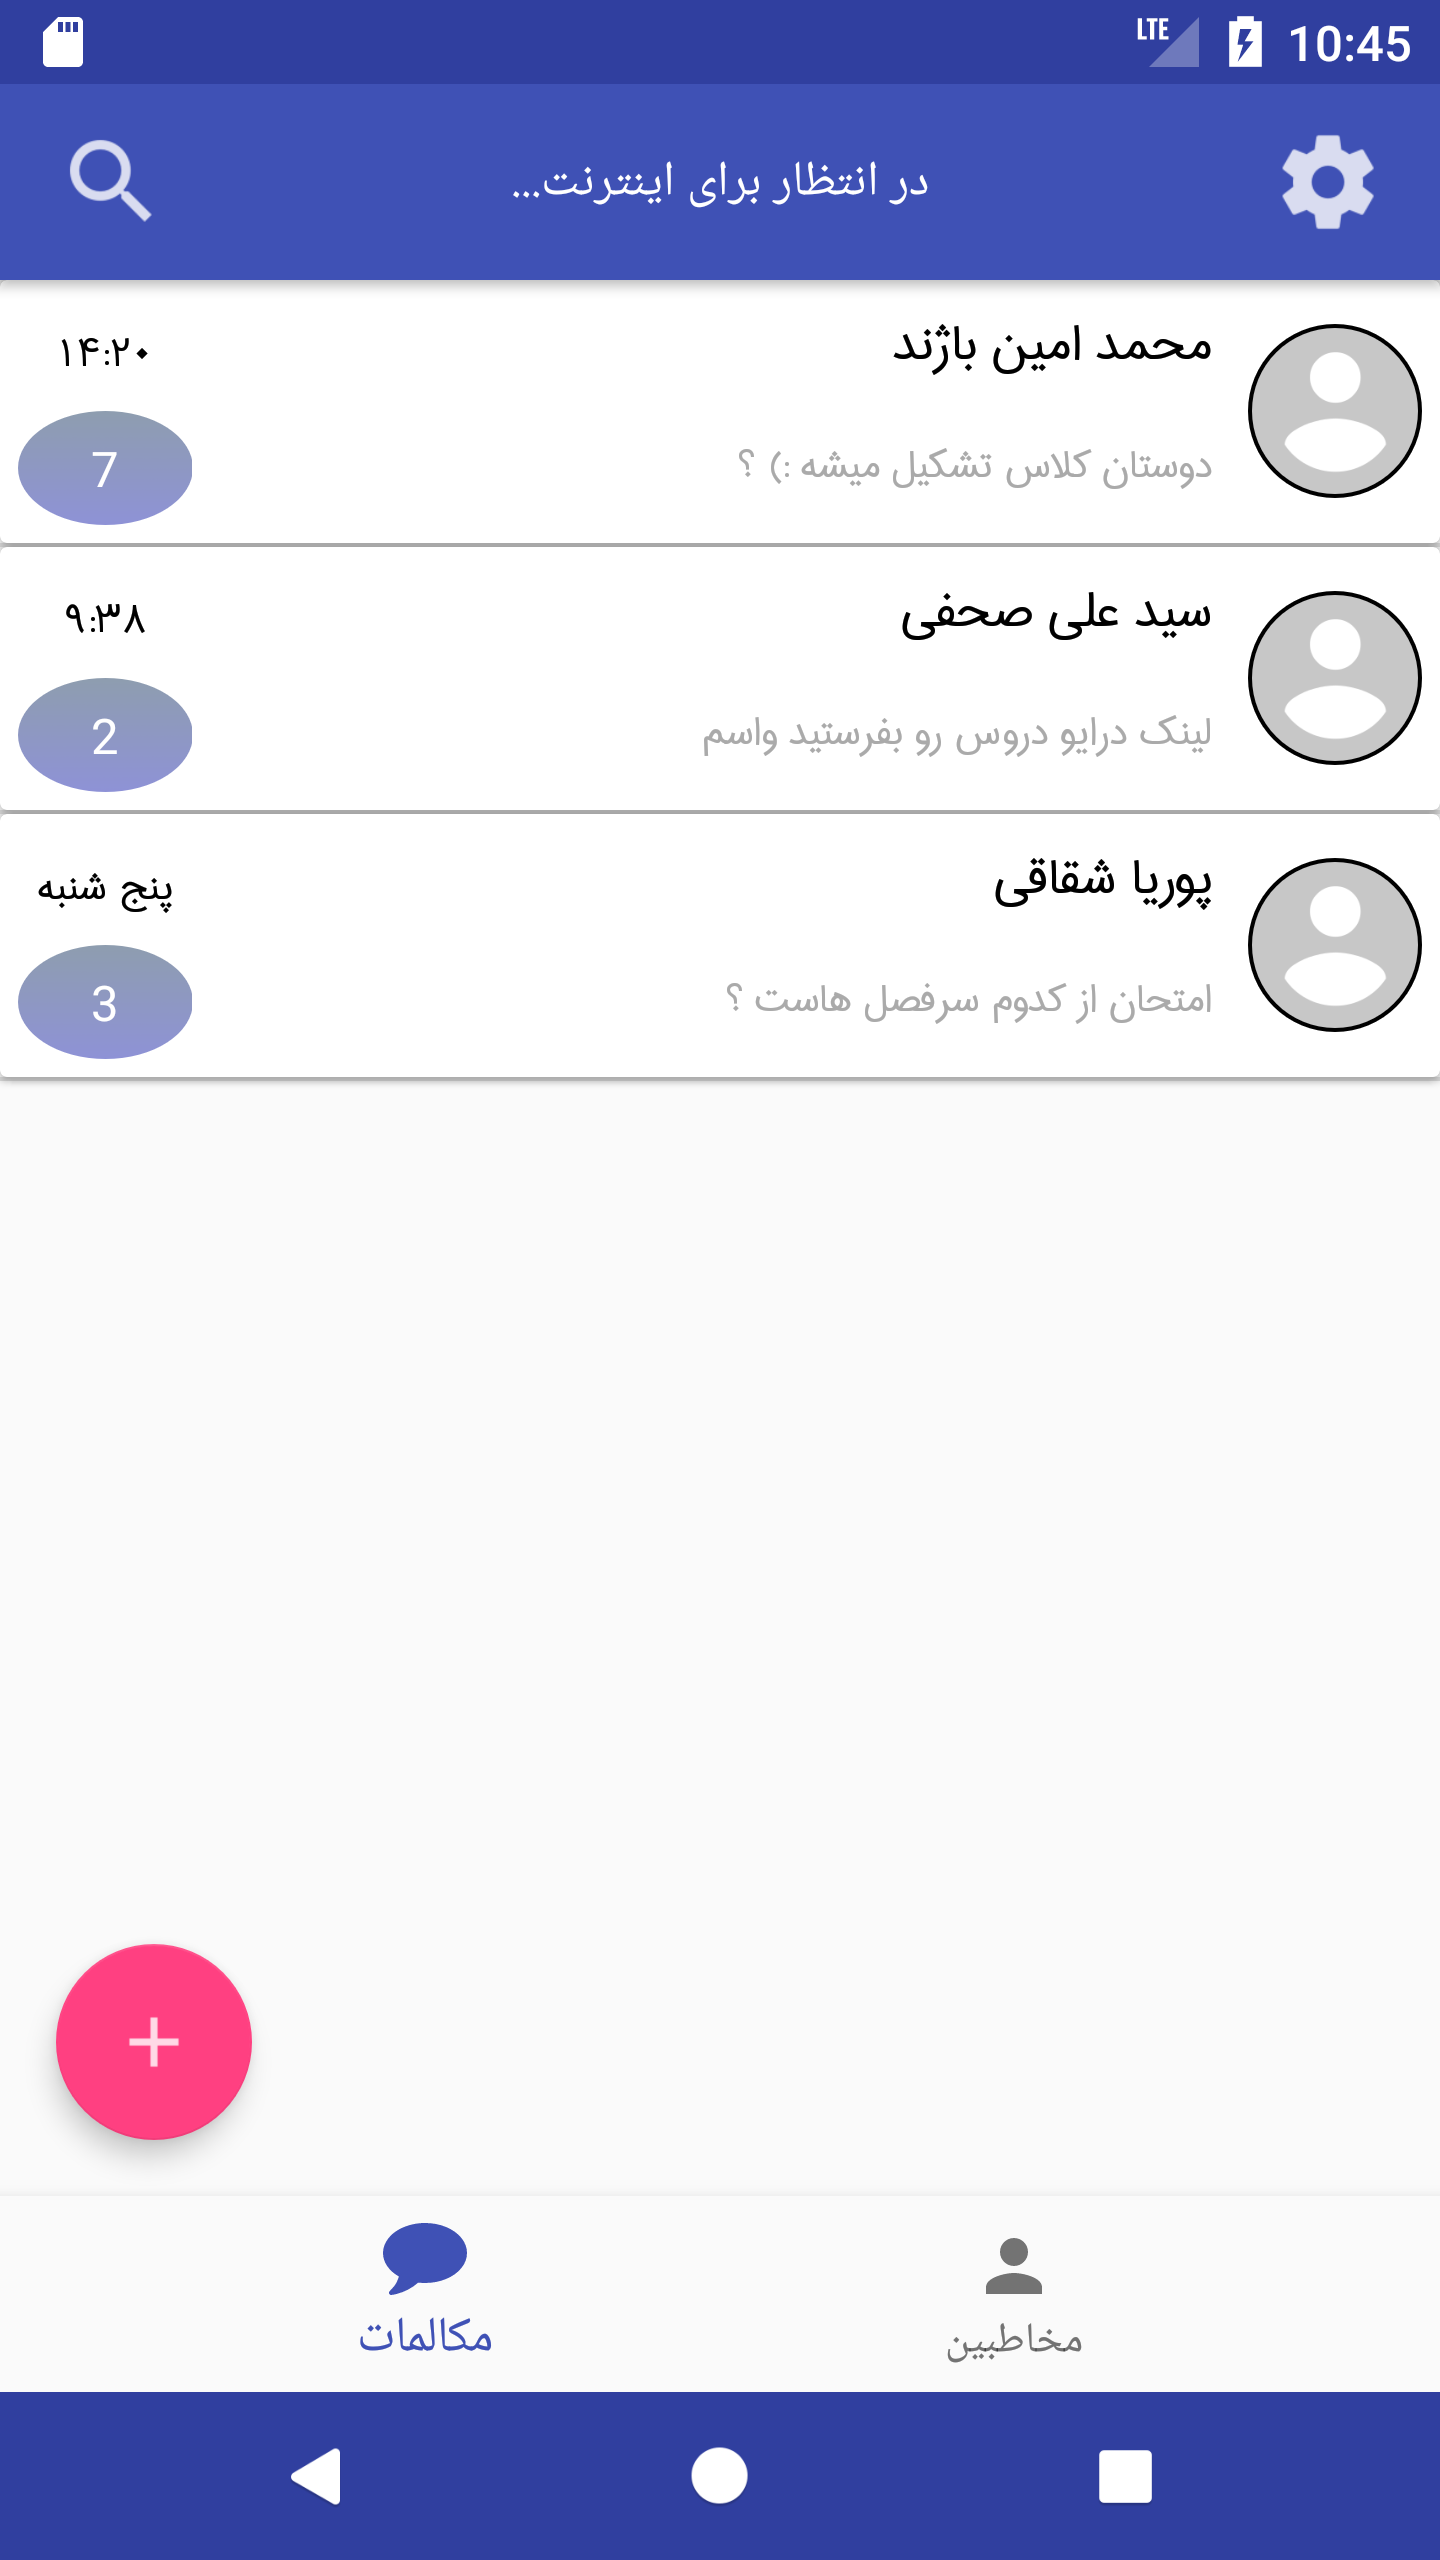 LTE 10:45
در انتظار برای اینترنت...
محمد امین باژند
۱۴:۲۰
دوستان کلاس تشکیل میشه :) ؟
7
سید علی صحفی
۹:۳۸
لینک درایو دروس رو بفرستید واسم
2
پوریا شقاقی
پنج شنبه
امتحان از کدوم سرفصل هاست ؟
3
مخاطبین
مکالمات